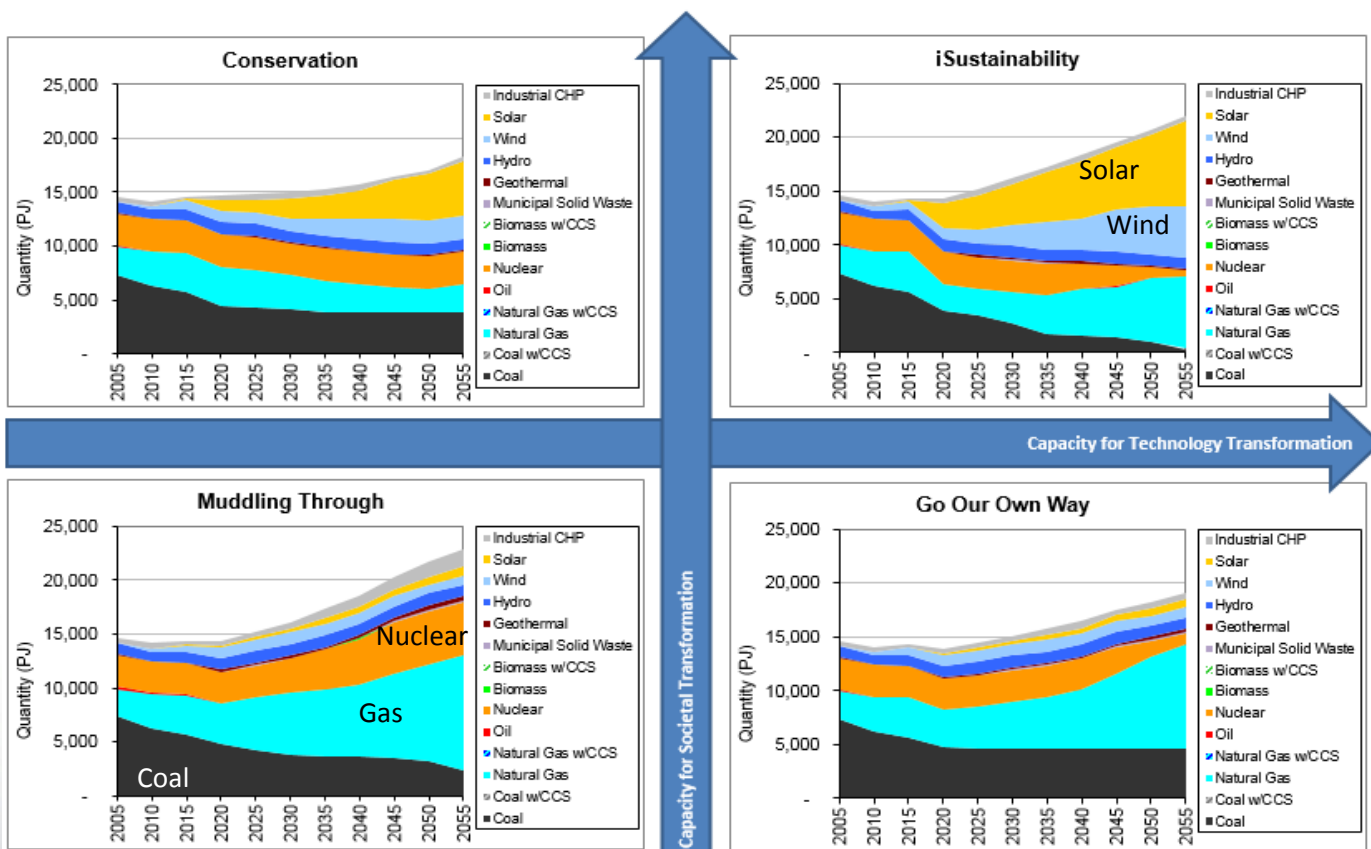 Conservation
25,000
20,000
15,000
10,000
5,000
-
Quantity (PJ)
2005
2010
2015
2020
2025
2030
2035
2040
2045
2050
2055
Industrial CHP
Solar
Wind
Hydro
Geothermal
Municipal Solid Waste
Biomass w/CCS
Biomass
Nuclear
Oil
Natural Gas w/CCS
Natural Gas
Coal w/CCS
Coal
iSustainability
25,000
20,000
15,000
10,000
5,000
-
Quantity (PJ)
Solar
Wind
2005
2010
2015
2020
2025
2030
2035
2040
2045
2050
2055
Industrial CHP
Solar
Wind
Hydro
Geothermal
Municipal Solid Waste
Biomass w/CCS
Biomass
Nuclear
Oil
Natural Gas w/CCS
Natural Gas
Coal w/CCS
Coal
Capacity for Technology Transformation
Capacity for Societal Transformation
Muddling Through
25,000
20,000
15,000
10,000
5,000
-
Quantity (PJ)
Nuclear
Gas
Coal
2005
2010
2015
2020
2025
2030
2035
2040
2045
2050
2055
Industrial CHP
Solar
Wind
Hydro
Geothermal
Municipal Solid Waste
Biomass w/CCS
Biomass
Nuclear
Oil
Natural Gas w/CCS
Natural Gas
Coal w/CCS
Coal
Go Our Own Way
25,000
20,000
15,000
10,000
5,000
-
Quantity (PJ)
2005
2010
2015
2020
2025
2030
2035
2040
2045
2050
2055
Industrial CHP
Solar
Wind
Hydro
Geothermal
Municipal Solid Waste
Biomass w/CCS
Biomass
Nuclear
Oil
Natural Gas w/CCS
Natural Gas
Coal w/CCS
Coal